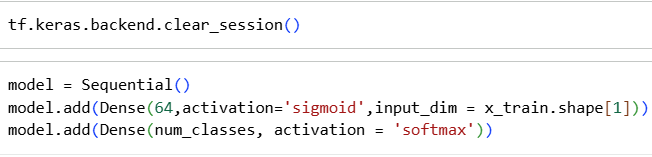 tf.keras.backend.clear_session()
model = Sequential()
model.add(Dense(64,activation='sigmoid',input_dim = x_train.shape[1]))
model.add(Dense(num_classes, activation = 'softmax'))